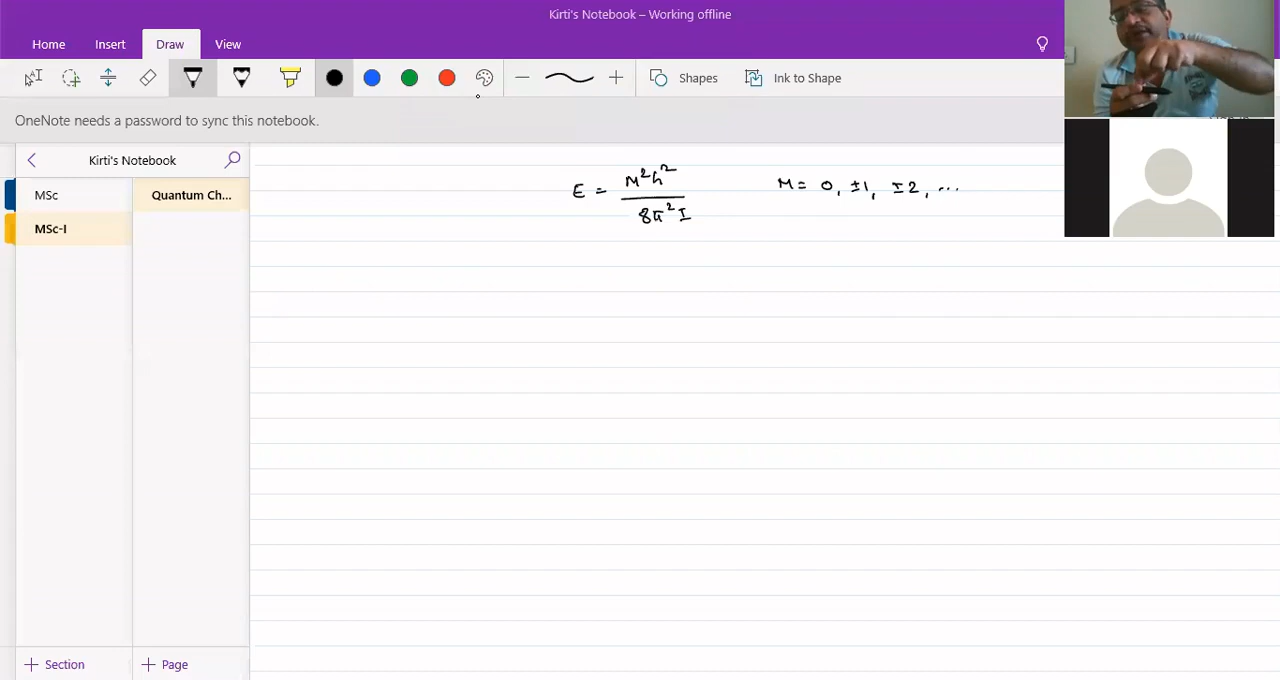 Kirti's Notebook – Working offline
Home Insert Draw View
Shapes Ink to Shape
OneNote needs a password to sync this notebook.
Kirti's Notebook
MSc
MSc-I
Quantum Ch...
E = M²h² / 8π²I M = 0, ±1, ±2, ...
+ Section + Page